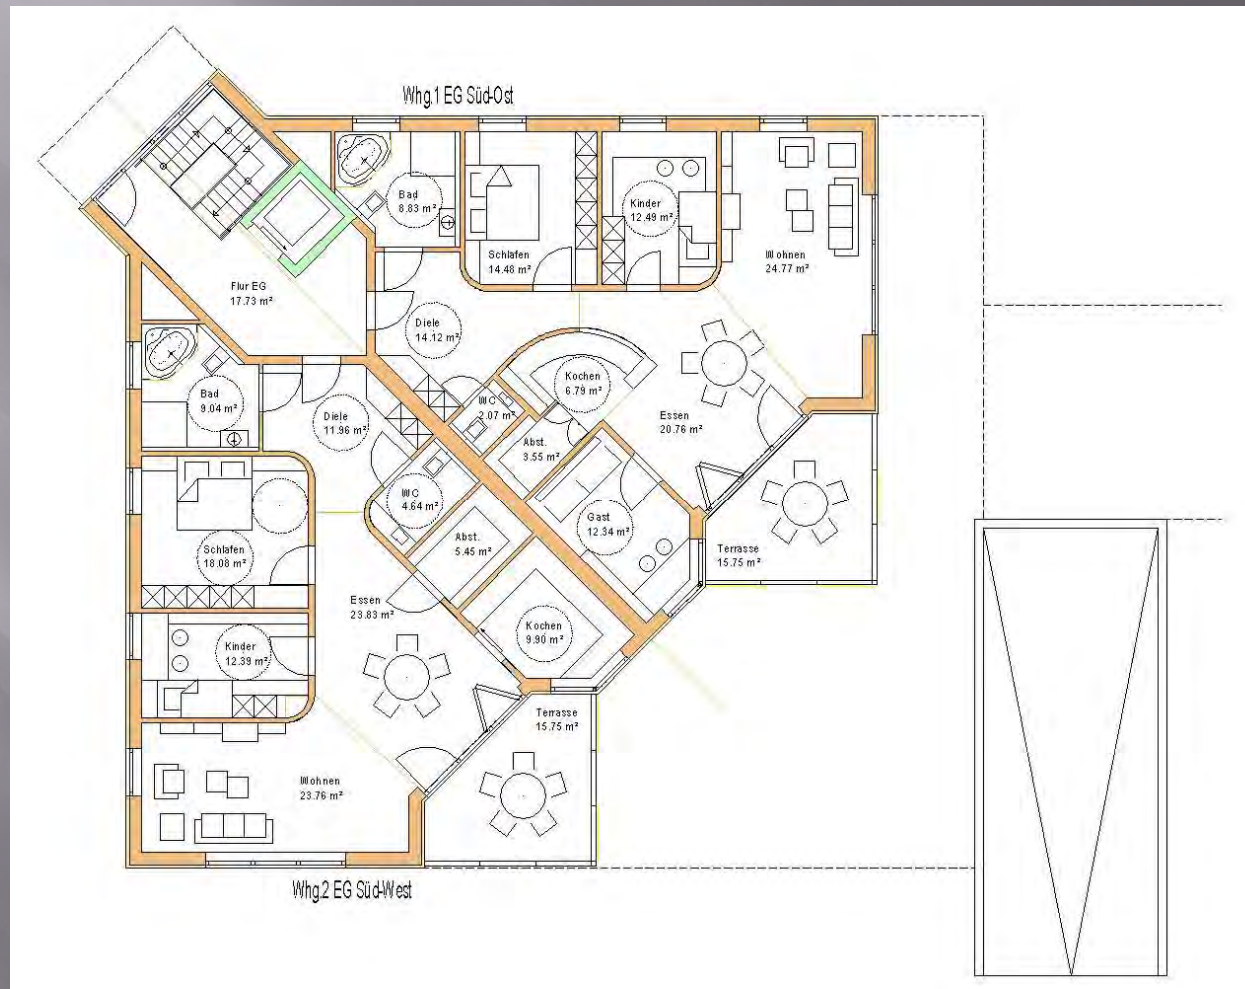 Whg.1 EG Süd-Ost
Bad
8.83 m²
Schlafen
14.48 m²
Kinder
12.49 m²
Wohnen
24.77 m²
Flur EG
17.73 m²
Diele
14.12 m²
Kochen
6.79 m²
WC
2.07 m²
Essen
20.76 m²
Abst.
3.55 m²
Gast
12.34 m²
Terrasse
15.75 m²
Bad
9.04 m²
Diele
11.96 m²
WC
4.64 m²
Abst.
5.45 m²
Schlafen
18.08 m²
Essen
23.83 m²
Kochen
9.90 m²
Kinder
12.39 m²
Terrasse
15.75 m²
Wohnen
23.76 m²
Whg.2 EG Süd-West